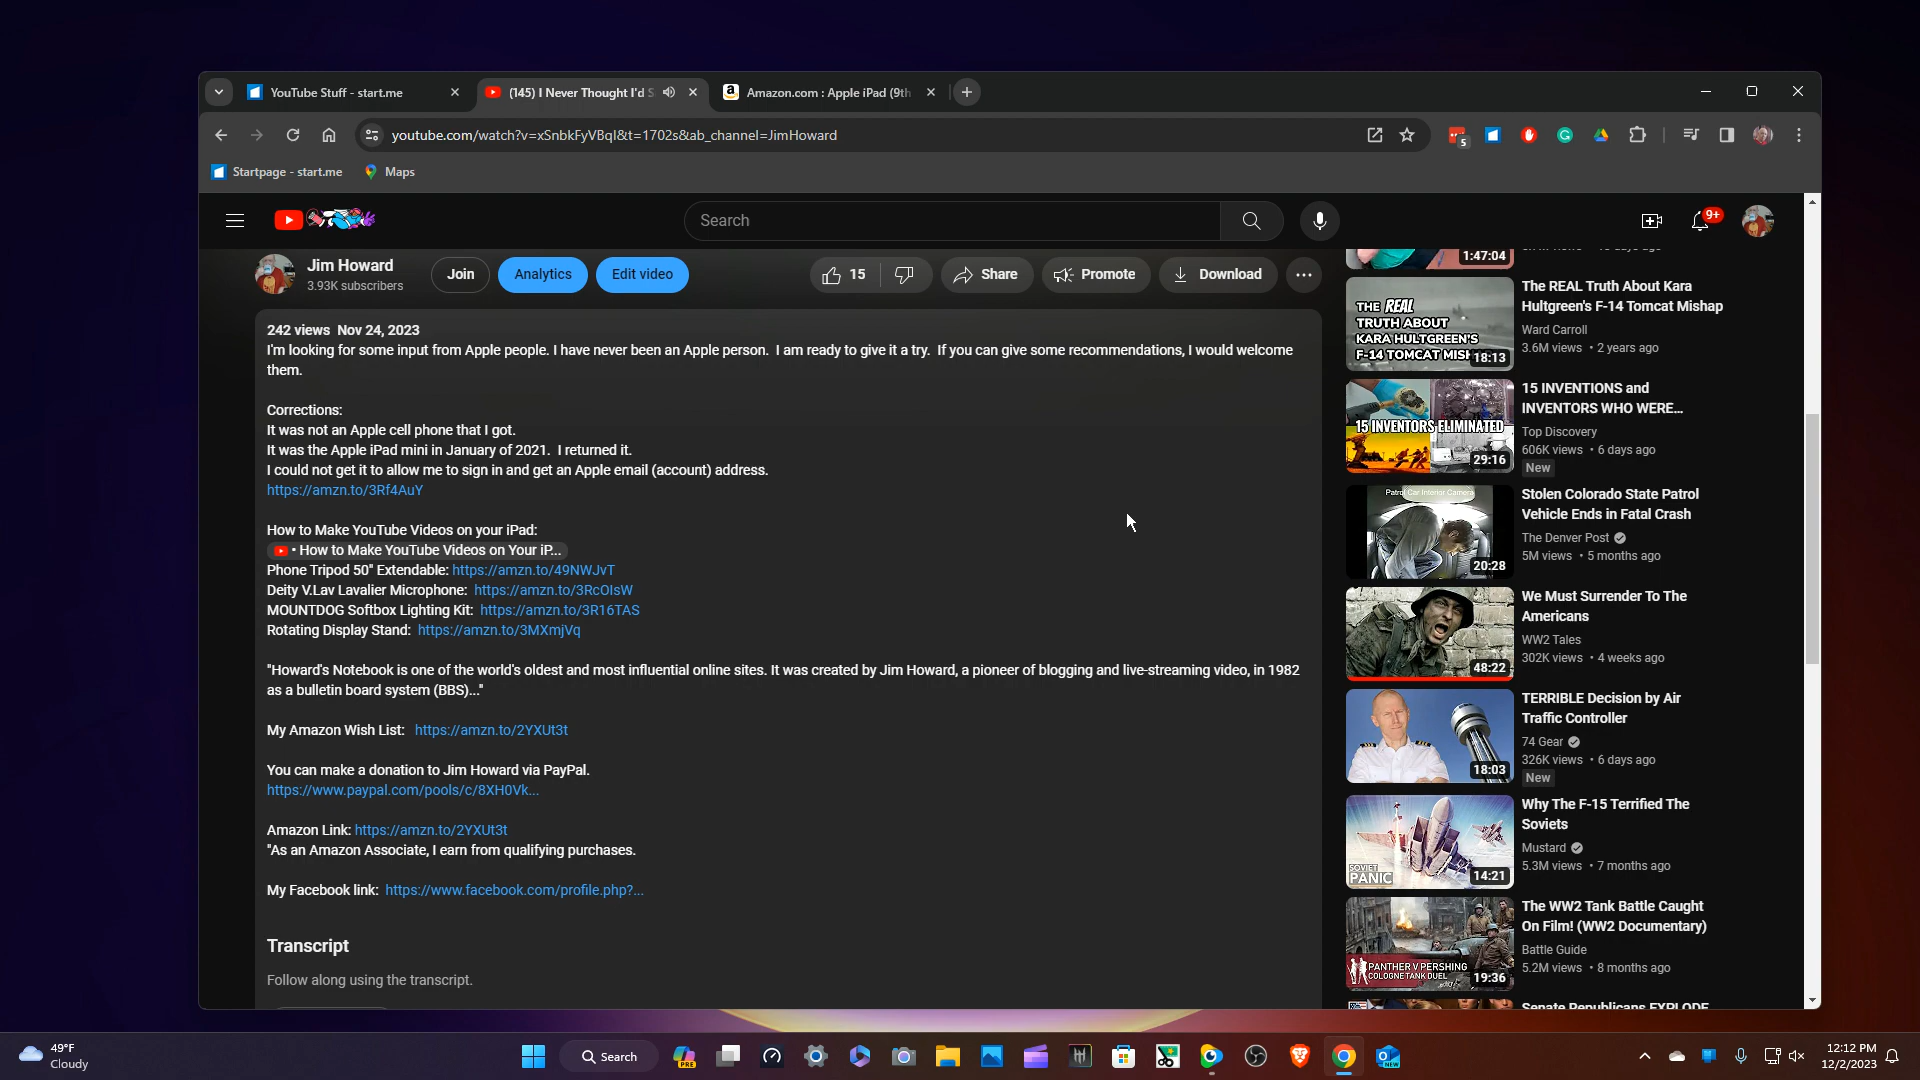 YouTube Stuff - start.me
(145) I Never Thought I'd S
Amazon.com : Apple iPad (9th
youtube.com/watch?v=xSnbkFyVBqI&t=1702s&ab_channel=JimHoward
5
Startpage - start.me
Maps
Search
9+
Jim Howard
3.93K subscribers
Join
Analytics
Edit video
15
Share
Promote
Download
242 views  Nov 24, 2023
I'm looking for some input from Apple people. I have never been an Apple person.  I am ready to give it a try.  If you can give some recommendations, I would welcome
them.
Corrections:
It was not an Apple cell phone that I got.
It was the Apple iPad mini in January of 2021.  I returned it.
I could not get it to allow me to sign in and get an Apple email (account) address.
https://amzn.to/3Rf4AuY
How to Make YouTube Videos on your iPad:
• How to Make YouTube Videos on Your iP...
Phone Tripod 50" Extendable: https://amzn.to/49NWJvT
Deity V.Lav Lavalier Microphone:  https://amzn.to/3RcOIsW
MOUNTDOG Softbox Lighting Kit:  https://amzn.to/3R16TAS
Rotating Display Stand:  https://amzn.to/3MXmjVq
"Howard's Notebook is one of the world's oldest and most influential online sites. It was created by Jim Howard, a pioneer of blogging and live-streaming video, in 1982
as a bulletin board system (BBS)..."
My Amazon Wish List:   https://amzn.to/2YXUt3t
You can make a donation to Jim Howard via PayPal.
https://www.paypal.com/pools/c/8XH0Vk...
Amazon Link: https://amzn.to/2YXUt3t
"As an Amazon Associate, I earn from qualifying purchases.
My Facebook link:  https://www.facebook.com/profile.php?...
Transcript
Follow along using the transcript.
1:47:04
THE REAL
TRUTH ABOUT
KARA HULTGREEN'S
F-14 TOMCAT MISH
18:13
The REAL Truth About Kara
Hultgreen's F-14 Tomcat Mishap
Ward Carroll
3.6M views • 2 years ago
15 INVENTORS ELIMINATED
29:16
15 INVENTIONS and
INVENTORS WHO WERE...
Top Discovery
606K views • 6 days ago
New
Patrol Car Interior Camera
20:28
Stolen Colorado State Patrol
Vehicle Ends in Fatal Crash
The Denver Post
5M views • 5 months ago
48:22
We Must Surrender To The
Americans
WW2 Tales
302K views • 4 weeks ago
18:03
TERRIBLE Decision by Air
Traffic Controller
74 Gear
326K views • 6 days ago
New
SOVIET
PANIC
14:21
Why The F-15 Terrified The
Soviets
Mustard
5.3M views • 7 months ago
PANTHER V PERSHING
COLOGNE TANK DUEL
19:36
The WW2 Tank Battle Caught
On Film! (WW2 Documentary)
Battle Guide
5.2M views • 8 months ago
Senate Republicans EXPLODE
49°F
Cloudy
Search
PRE
NEW
12:12 PM
12/2/2023